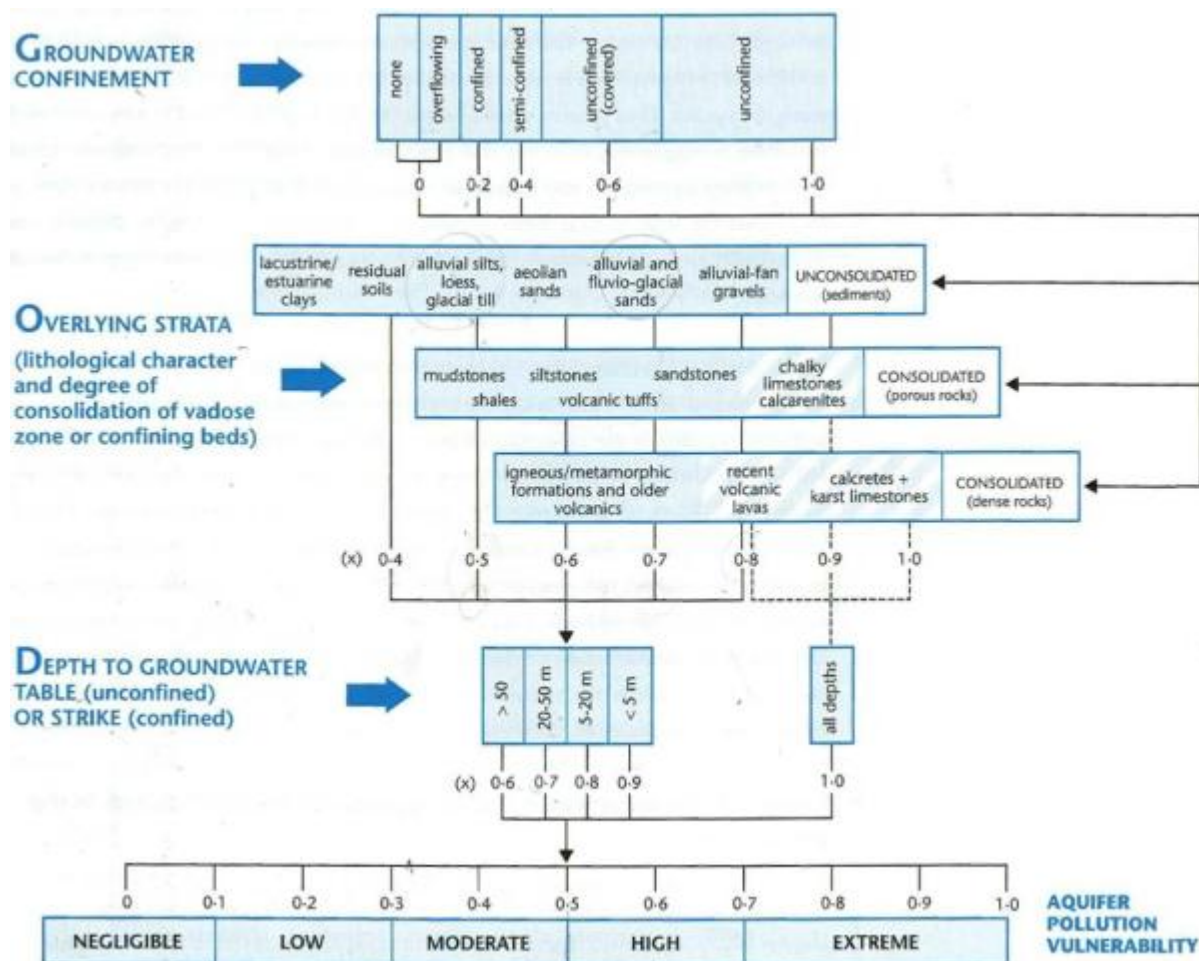 GROUNDWATER
CONFINEMENT
none
overflowing
confined
semi-confined
unconfined
(covered)
unconfined
0
0·2
0·4
0·6
1·0
OVERLYING STRATA
(lithological character
and degree of
consolidation of vadose
zone or confining beds)
lacustrine/
estuarine
clays
residual
soils
alluvial silts,
loess,
glacial till
aeolian
sands
alluvial and
fluvio-glacial
sands
alluvial-fan
gravels
UNCONSOLIDATED
(sediments)
mudstones
shales
siltstones
volcanic tuffs
sandstones
chalky
limestones
calcarenites
CONSOLIDATED
(porous rocks)
igneous/metamorphic
formations and older
volcanics
recent
volcanic
lavas
calcretes +
karst limestones
CONSOLIDATED
(dense rocks)
(x) 0·4 0·5 0·6 0·7 0·8 0·9 1·0
DEPTH TO GROUNDWATER
TABLE (unconfined)
OR STRIKE (confined)
> 50
20-50 m
5-20 m
< 5 m
all depths
(x) 0·6 0·7 0·8 0·9 1·0
0 0·1 0·2 0·3 0·4 0·5 0·6 0·7 0·8 0·9 1·0
NEGLIGIBLE LOW MODERATE HIGH EXTREME
AQUIFER
POLLUTION
VULNERABILITY